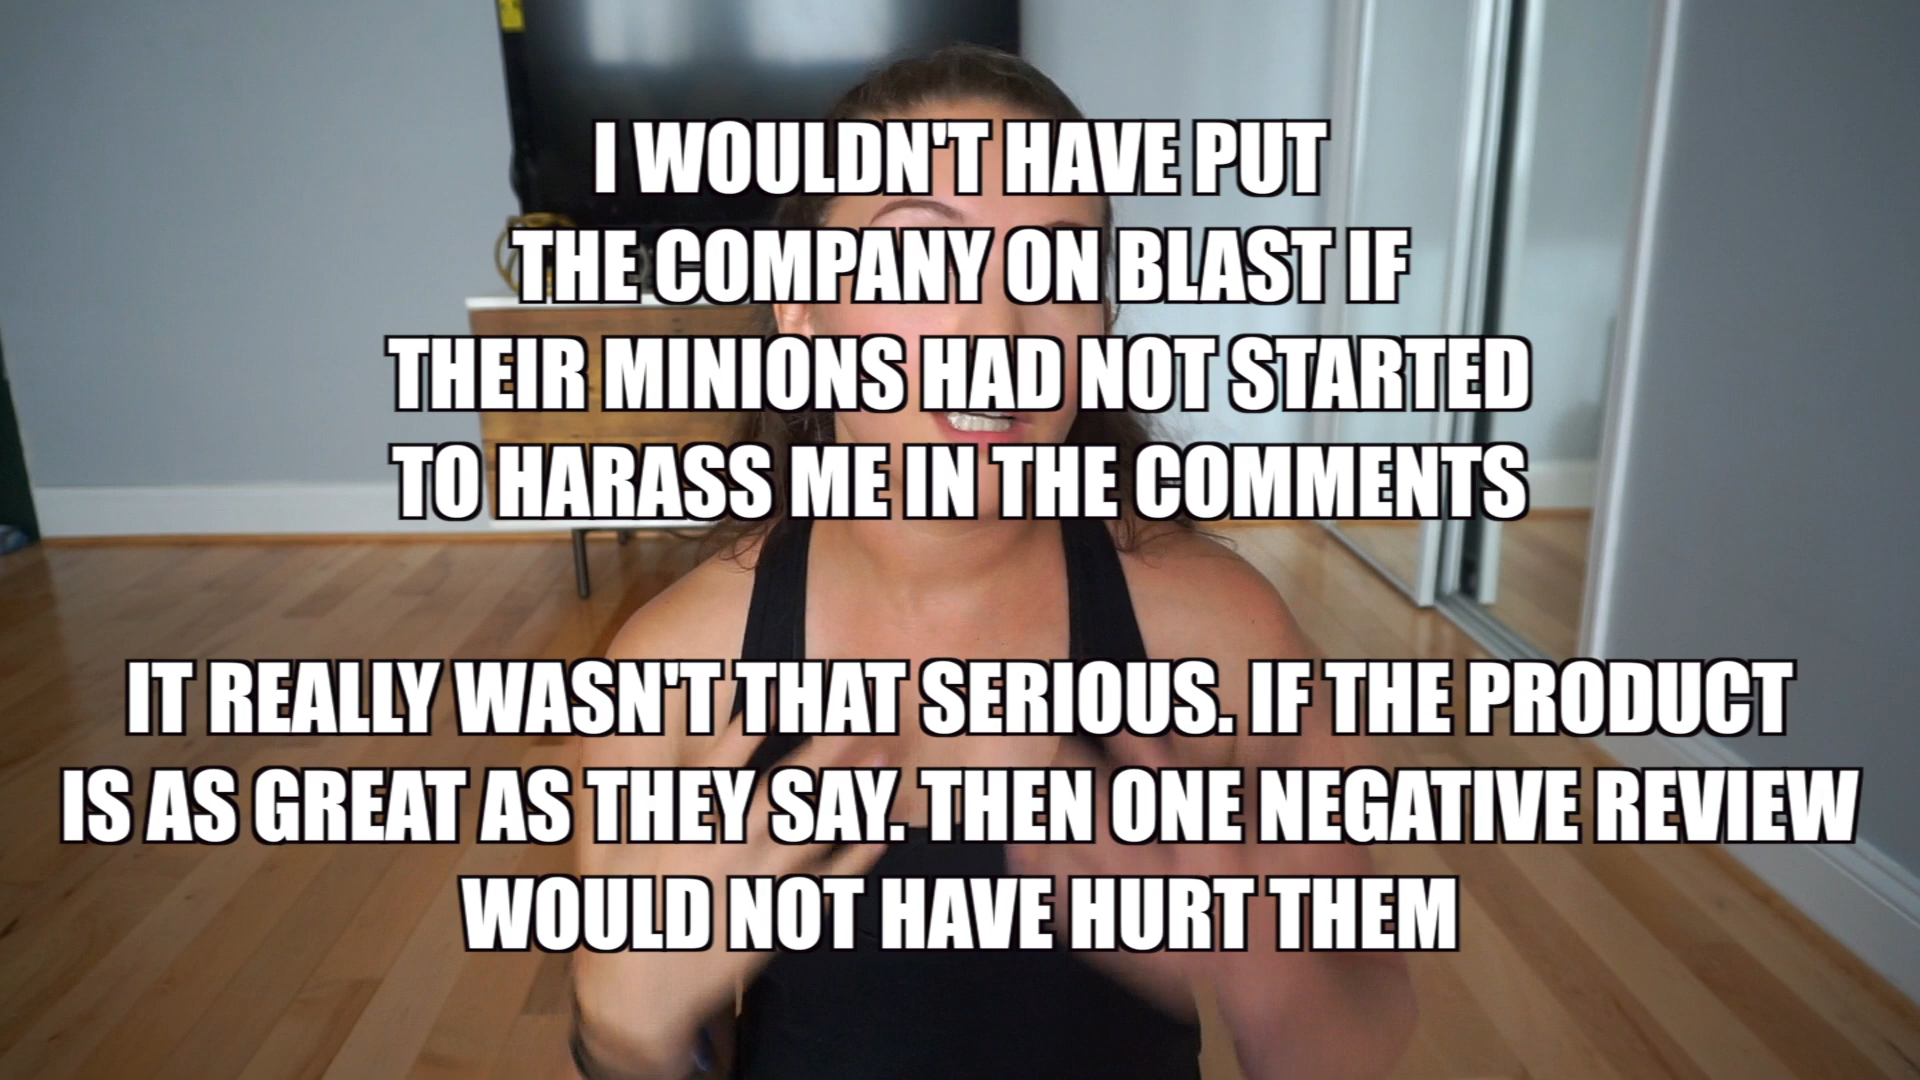 I WOULDN'T HAVE PUT
THE COMPANY ON BLAST IF
THEIR MINIONS HAD NOT STARTED
TO HARASS ME IN THE COMMENTS
IT REALLY WASN'T THAT SERIOUS. IF THE PRODUCT
IS AS GREAT AS THEY SAY. THEN ONE NEGATIVE REVIEW
WOULD NOT HAVE HURT THEM